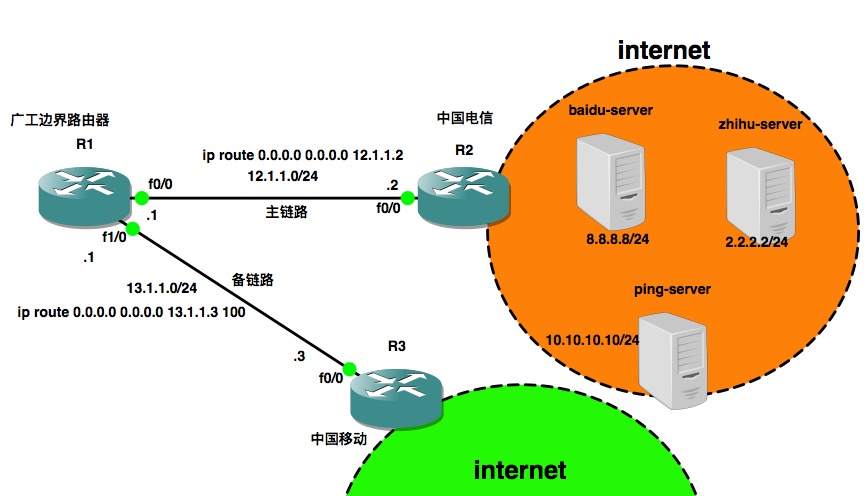 internet
广工边界路由器
R1
中国电信
R2
baidu-server
zhihu-server
ip route 0.0.0.0 0.0.0.0 12.1.1.2
12.1.1.0/24
f0/0
.1
.2
f0/0
主链路
8.8.8.8/24
2.2.2.2/24
f1/0
.1
备链路
13.1.1.0/24
ip route 0.0.0.0 0.0.0.0 13.1.1.3 100
ping-server
10.10.10.10/24
.3
R3
f0/0
中国移动
internet